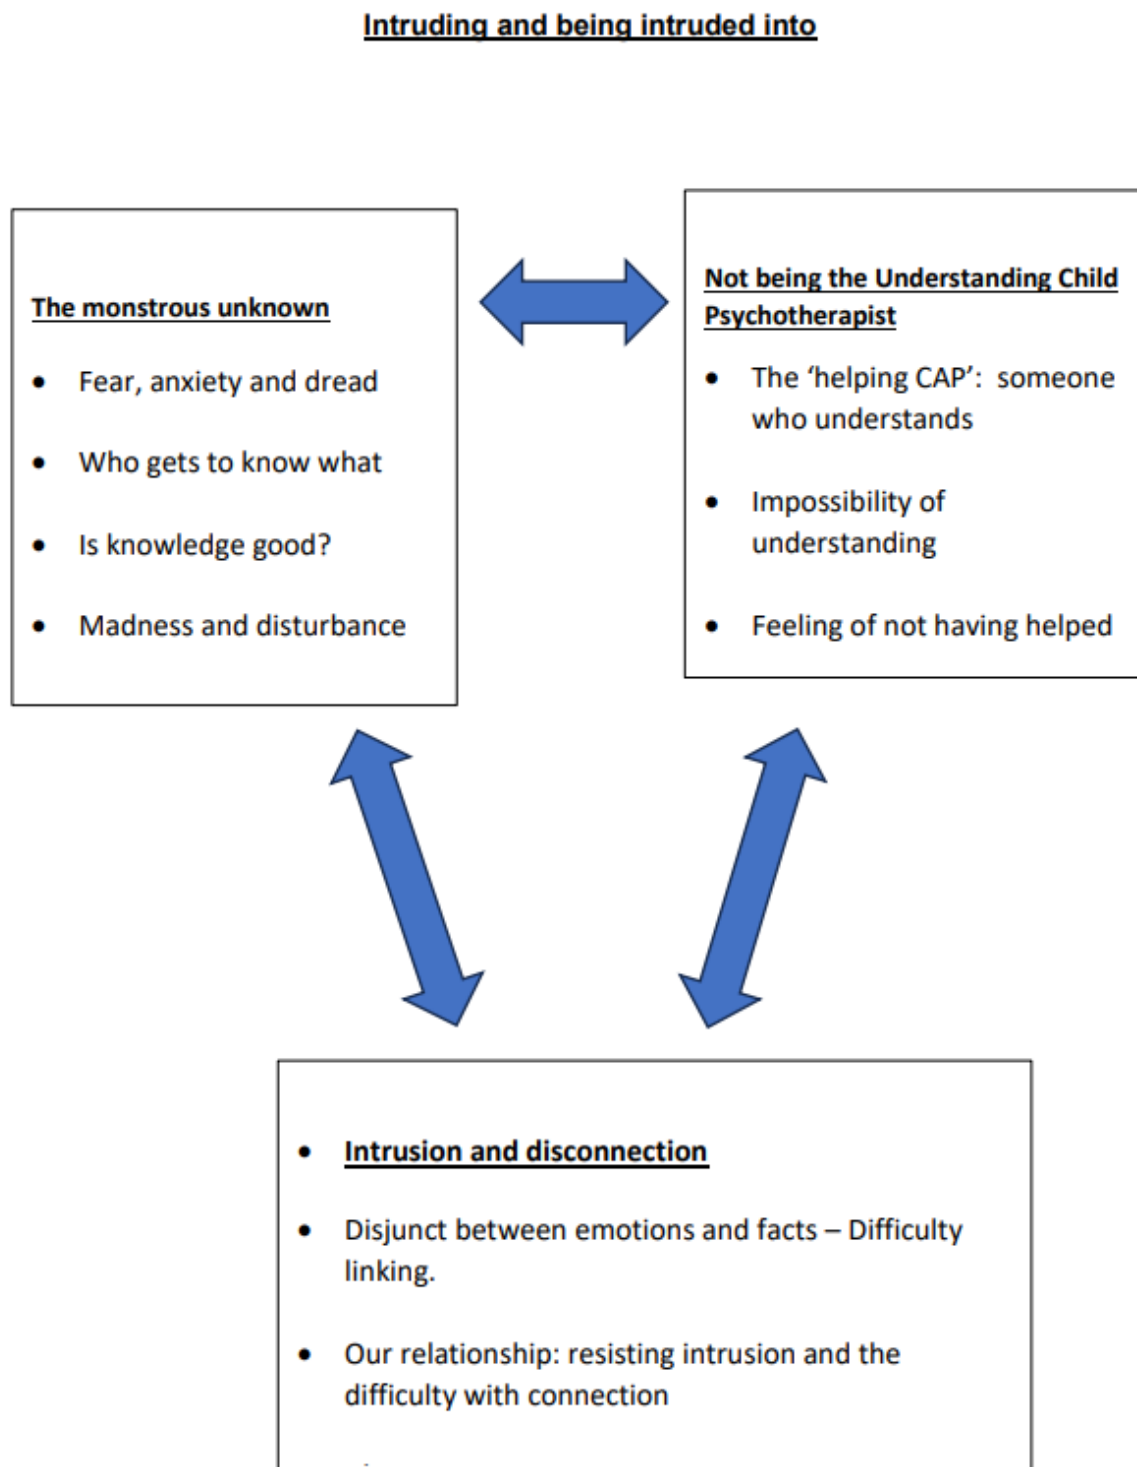 Intruding and being intruded into
The monstrous unknown
• Fear, anxiety and dread
• Who gets to know what
• Is knowledge good?
• Madness and disturbance
Not being the Understanding Child
Psychotherapist
• The ‘helping CAP’: someone
who understands
• Impossibility of
understanding
• Feeling of not having helped
• Intrusion and disconnection
• Disjunct between emotions and facts – Difficulty
linking.
• Our relationship: resisting intrusion and the
difficulty with connection